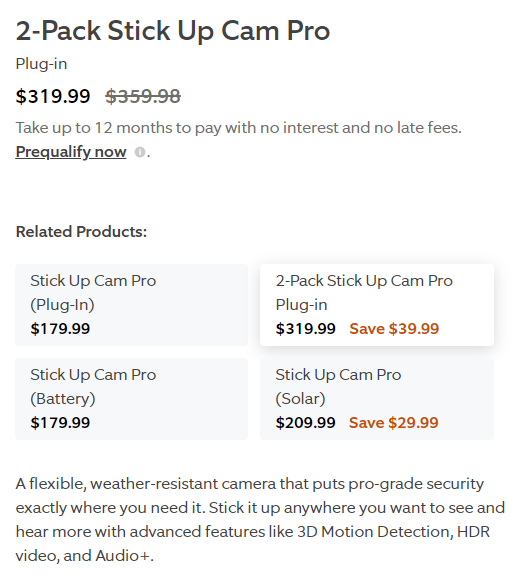 2-Pack Stick Up Cam Pro
Plug-in
$319.99 $359.98
Take up to 12 months to pay with no interest and no late fees.
Prequalify now i.
Related Products:
Stick Up Cam Pro
(Plug-In)
$179.99
2-Pack Stick Up Cam Pro
Plug-in
$319.99 Save $39.99
Stick Up Cam Pro
(Battery)
$179.99
Stick Up Cam Pro
(Solar)
$209.99 Save $29.99
A flexible, weather-resistant camera that puts pro-grade security
exactly where you need it. Stick it up anywhere you want to see and
hear more with advanced features like 3D Motion Detection, HDR
video, and Audio+.